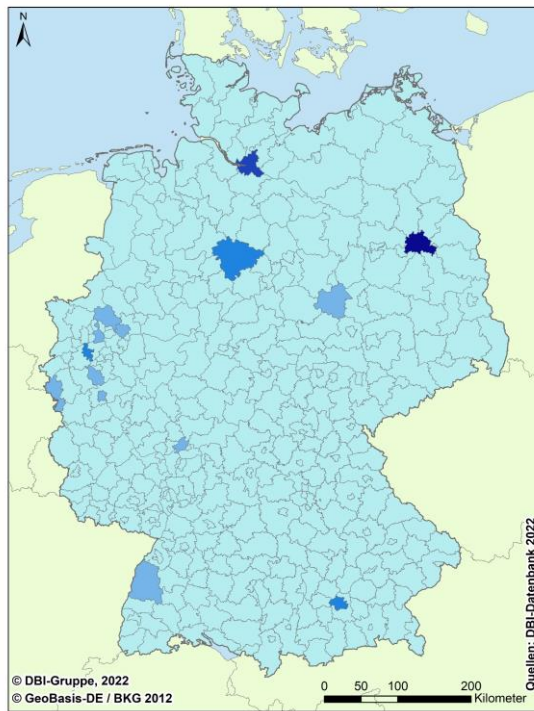 N
Quellen: DBI-Datenbank 2022
© DBI-Gruppe, 2022
© GeoBasis-DE / BKG 2012
0 50 100 200
Kilometer